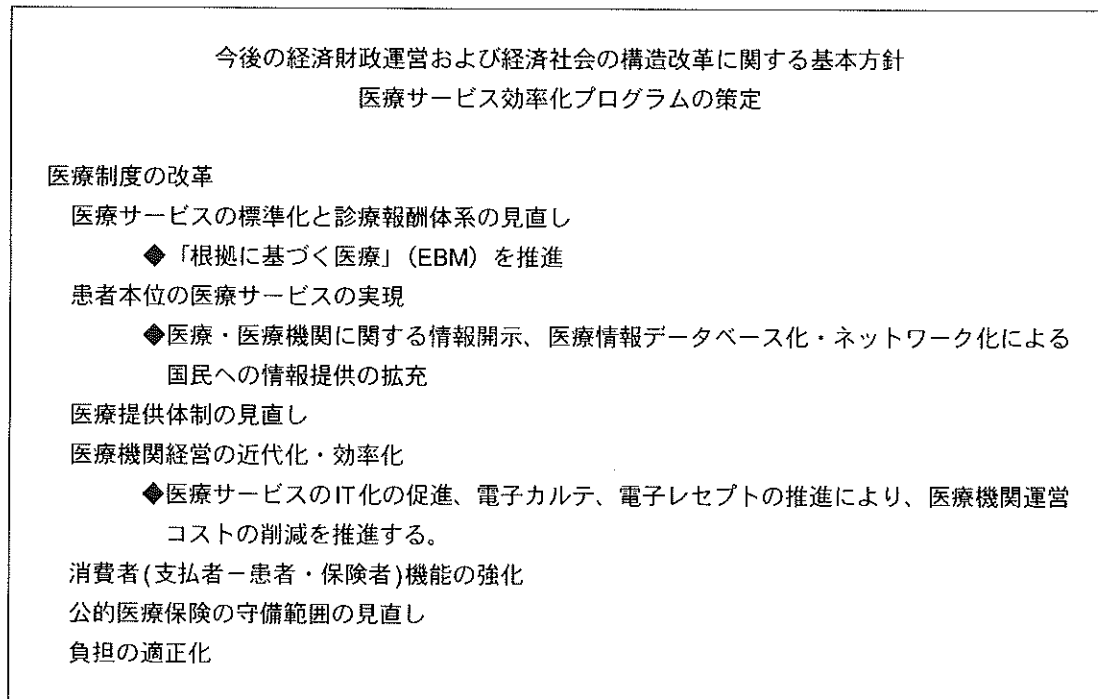 今後の経済財政運営および経済社会の構造改革に関する基本方針
医療サービス効率化プログラムの策定
医療制度の改革
医療サービスの標準化と診療報酬体系の見直し
◆「根拠に基づく医療」(EBM) を推進
患者本位の医療サービスの実現
◆医療・医療機関に関する情報開示、医療情報データベース化・ネットワーク化による
国民への情報提供の拡充
医療提供体制の見直し
医療機関経営の近代化・効率化
◆医療サービスのIT化の促進、電子カルテ、電子レセプトの推進により、医療機関運営
コストの削減を推進する。
消費者(支払者－患者・保険者)機能の強化
公的医療保険の守備範囲の見直し
負担の適正化